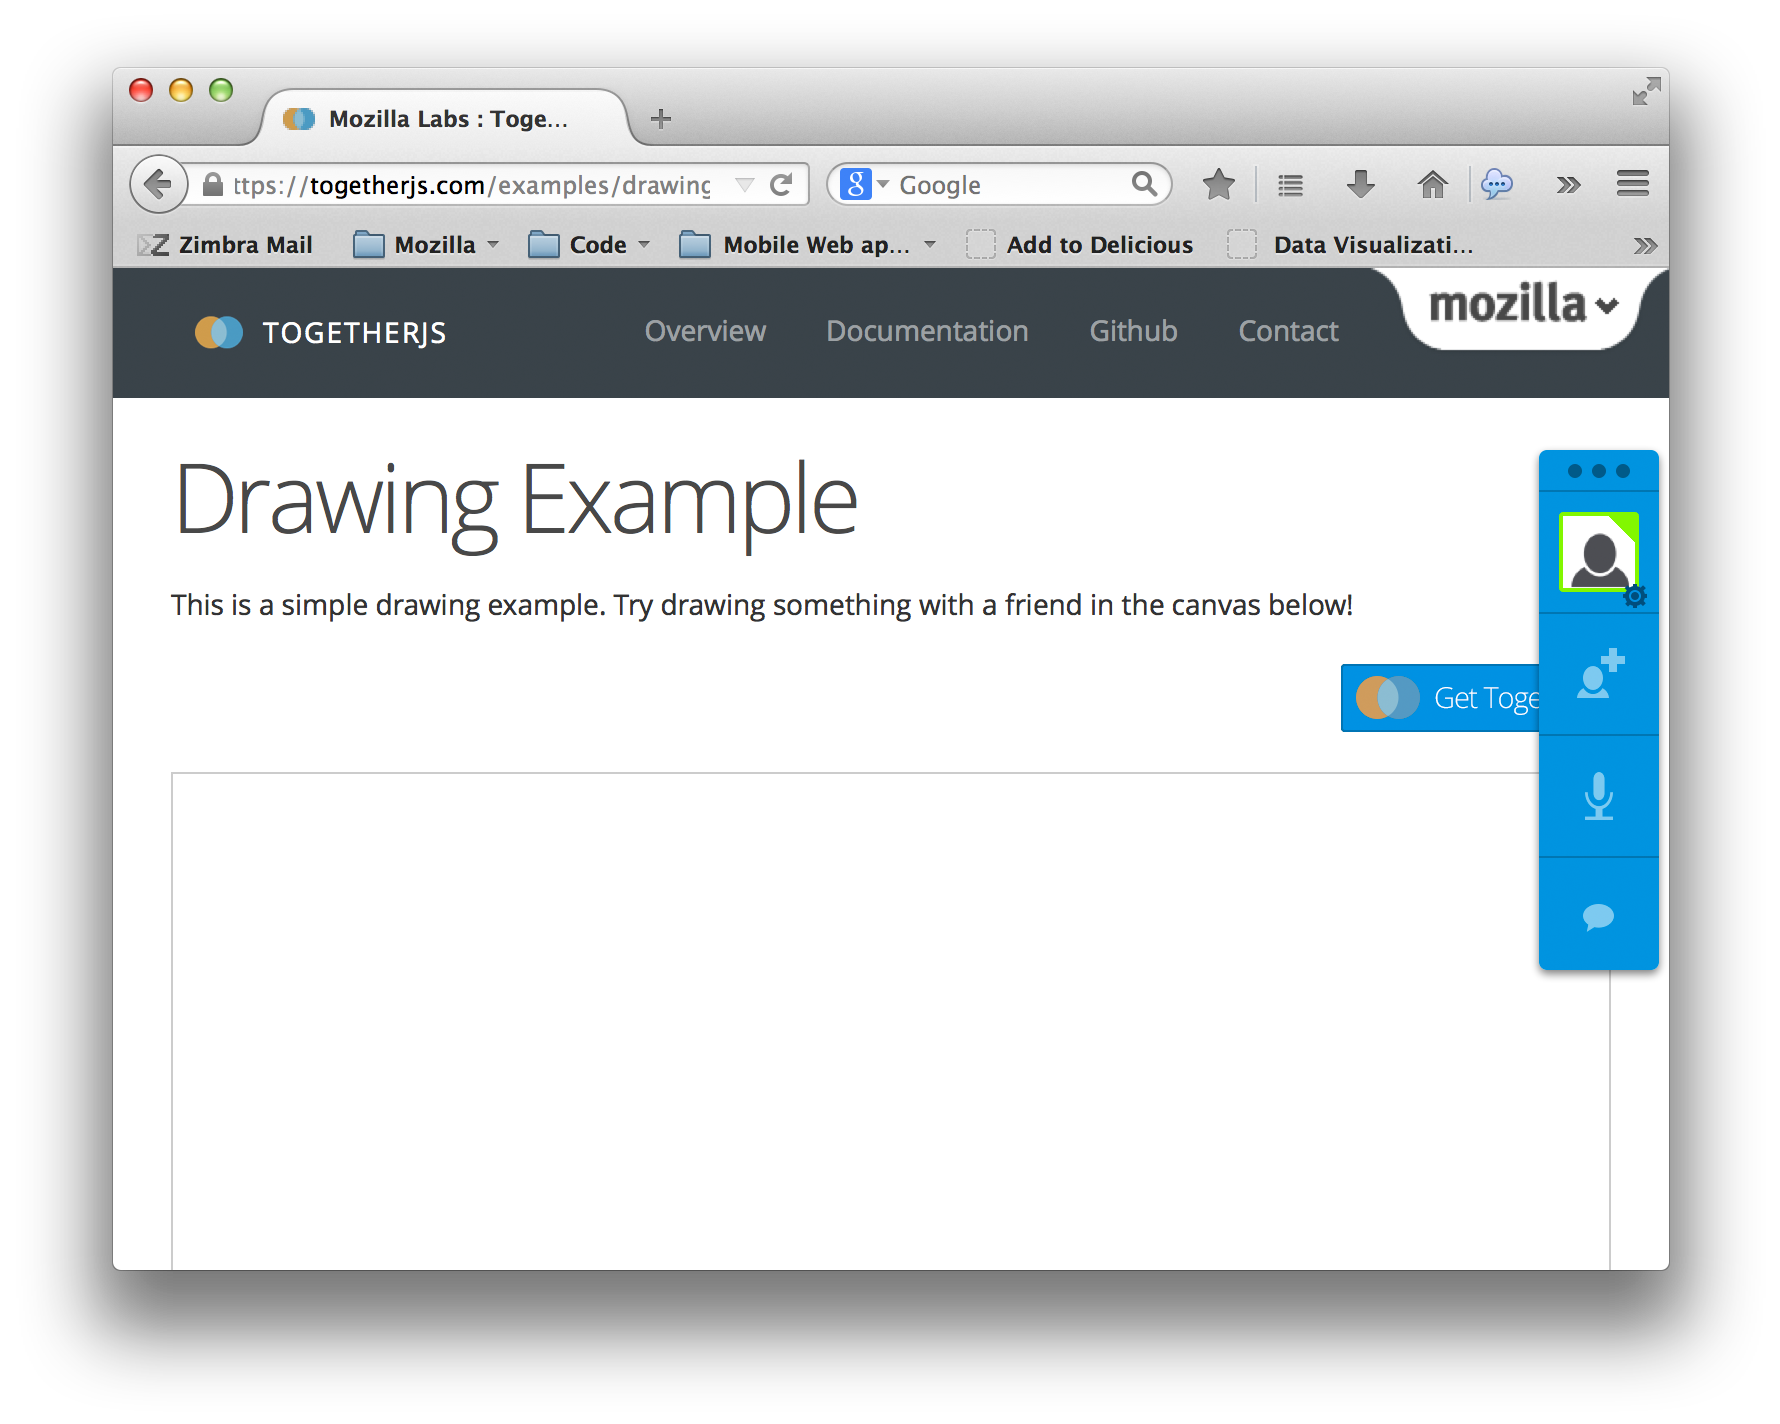 Mozilla Labs : Toge...
ttps://togetherjs.com/examples/drawing
Google
Zimbra Mail
Mozilla
Code
Mobile Web ap...
Add to Delicious
Data Visualizati...
TOGETHERJS
Overview
Documentation
Github
Contact
mozilla
Drawing Example
This is a simple drawing example. Try drawing something with a friend in the canvas below!
Get Toge